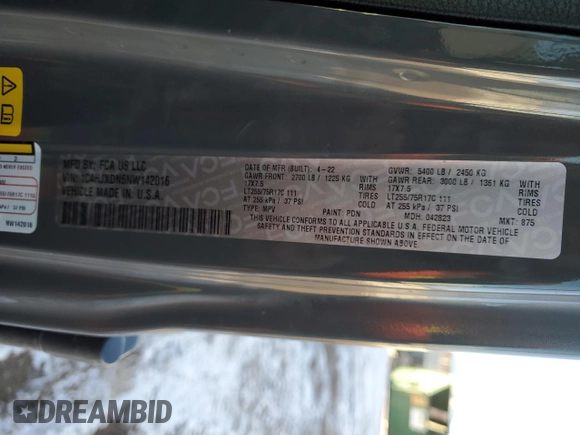 MFD BY: FCA US LLC
VIN: 1C4HJXDN6NW142016
VEHICLE MADE IN U.S.A.
DATE OF MFR (BUILT): 4-22
GVWR: 5400 LB / 2450 KG
GAWR FRONT: 2700 LB / 1225 KG WITH
GAWR REAR: 3000 LB / 1361 KG WITH
17X7.5 RIMS
17X7.5 RIMS
LT255/75R17C 111 TIRES
LT255/75R17C 111 TIRES
AT 255 kPa / 37 PSI COLD
AT 255 kPa / 37 PSI COLD
TYPE: MPV PAINT: PDN MDH: 042823 MKT: 875
THIS VEHICLE CONFORMS TO ALL APPLICABLE U.S.A. FEDERAL MOTOR VEHICLE
SAFETY AND THEFT PREVENTION STANDARDS IN EFFECT ON THE DATE OF
MANUFACTURE SHOWN ABOVE.
NW142016
DREAMBID